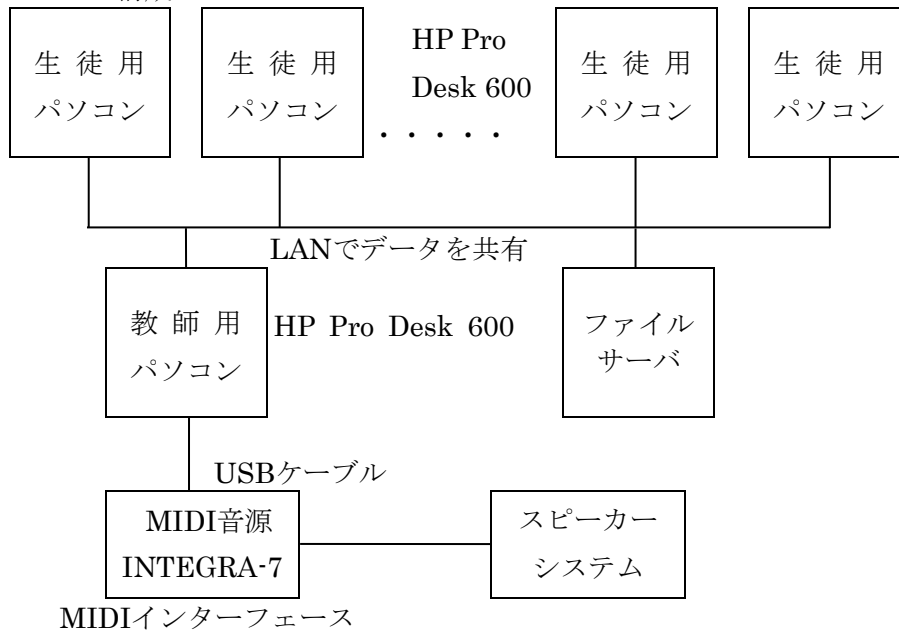 生徒用
パソコン
生徒用
パソコン
HP Pro
Desk 600
・・・・・
生徒用
パソコン
生徒用
パソコン
LANでデータを共有
教師用
パソコン
HP Pro Desk 600
ファイル
サーバ
USBケーブル
MIDI音源
INTEGRA-7
スピーカー
システム
MIDIインターフェース